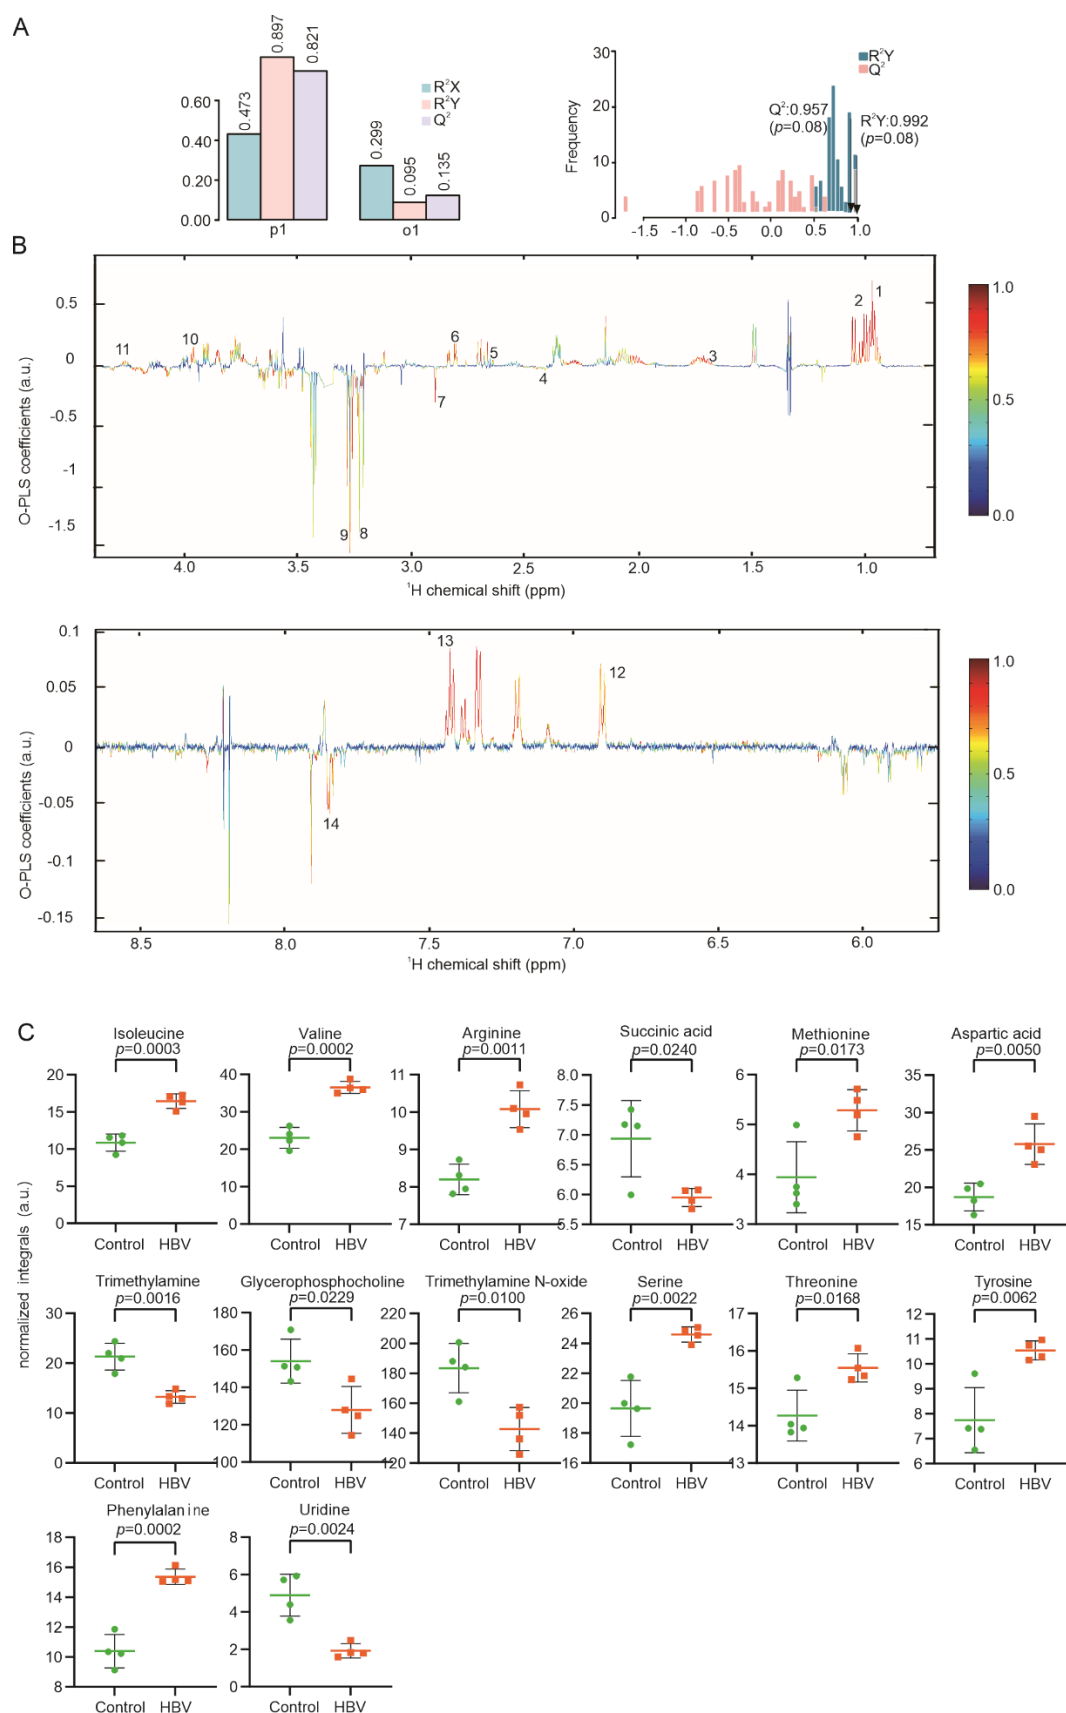 A
0.60
0.40
0.20
0.00
0.473
0.897
0.821
0.299
0.095
0.135
R²X
R²Y
Q²
p1
o1
Frequency
30
20
10
0
-1.5
-1.0
0.0
0.5
1.0
Q²:0.957
(p=0.08)
R²Y:0.992
(p=0.08)
R²Y
Q²
B
O-PLS coefficients (a.u.)
0.5
0
-0.5
-1
-1.5
11
10
9
8
7
6
5
4
3
2
1
4.0
3.5
3.0
2.5
2.0
1.5
1.0
¹H chemical shift (ppm)
1.0
0.5
0.0
O-PLS coefficients (a.u.)
0.1
0.05
0
-0.05
-0.1
-0.15
14
13
12
8.5
8.0
7.5
7.0
6.5
6.0
¹H chemical shift (ppm)
1.0
0.5
0.0
C
normalized integrals (a.u.)
Isoleucine
p=0.0003
20
15
10
5
0
Control HBV
Valine
p=0.0002
40
30
20
10
0
Control HBV
Arginine
p=0.0011
11
10
9
8
7
Control HBV
Succinic acid
p=0.0240
8.0
7.5
7.0
6.5
6.0
5.5
Control HBV
Methionine
p=0.0173
6
5
4
3
Control HBV
Aspartic acid
p=0.0050
35
30
25
20
15
Control HBV
Trimethylamine
p=0.0016
30
20
10
0
Control HBV
Glycerophosphocholine
p=0.0229
180
160
140
120
100
Control HBV
Trimethylamine N-oxide
p=0.0100
220
200
180
160
140
120
Control HBV
Serine
p=0.0022
26
24
22
20
18
16
Control HBV
Threonine
p=0.0168
17
16
15
14
13
Control HBV
Tyrosine
p=0.0062
12
11
10
9
8
7
6
Control HBV
Phenylalanine
p=0.0002
18
16
14
12
10
8
Control HBV
Uridine
p=0.0024
8
6
4
2
0
Control HBV